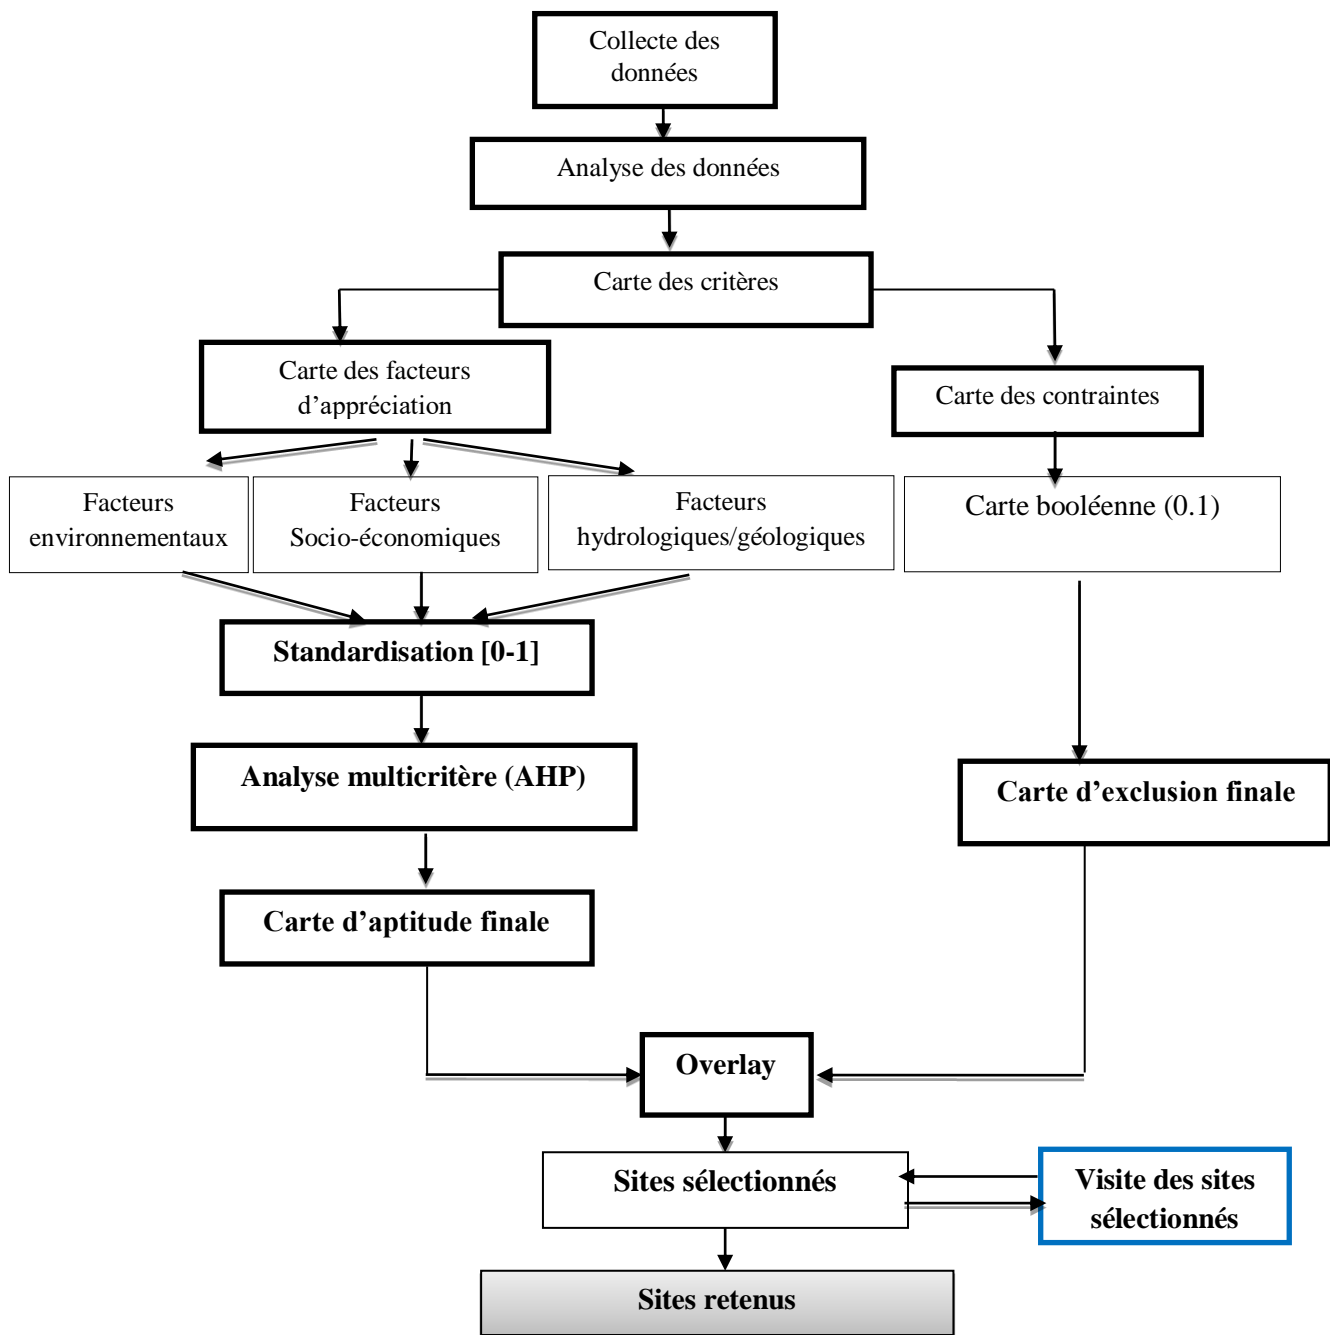 Collecte des
données
Analyse des données
Carte des critères
Carte des facteurs
d’appréciation
Carte des contraintes
Facteurs
environnementaux
Facteurs
Socio-économiques
Facteurs
hydrologiques/géologiques
Carte booléenne (0.1)
Standardisation [0-1]
Analyse multicritère (AHP)
Carte d’exclusion finale
Carte d’aptitude finale
Overlay
Sites sélectionnés
Visite des sites
sélectionnés
Sites retenus